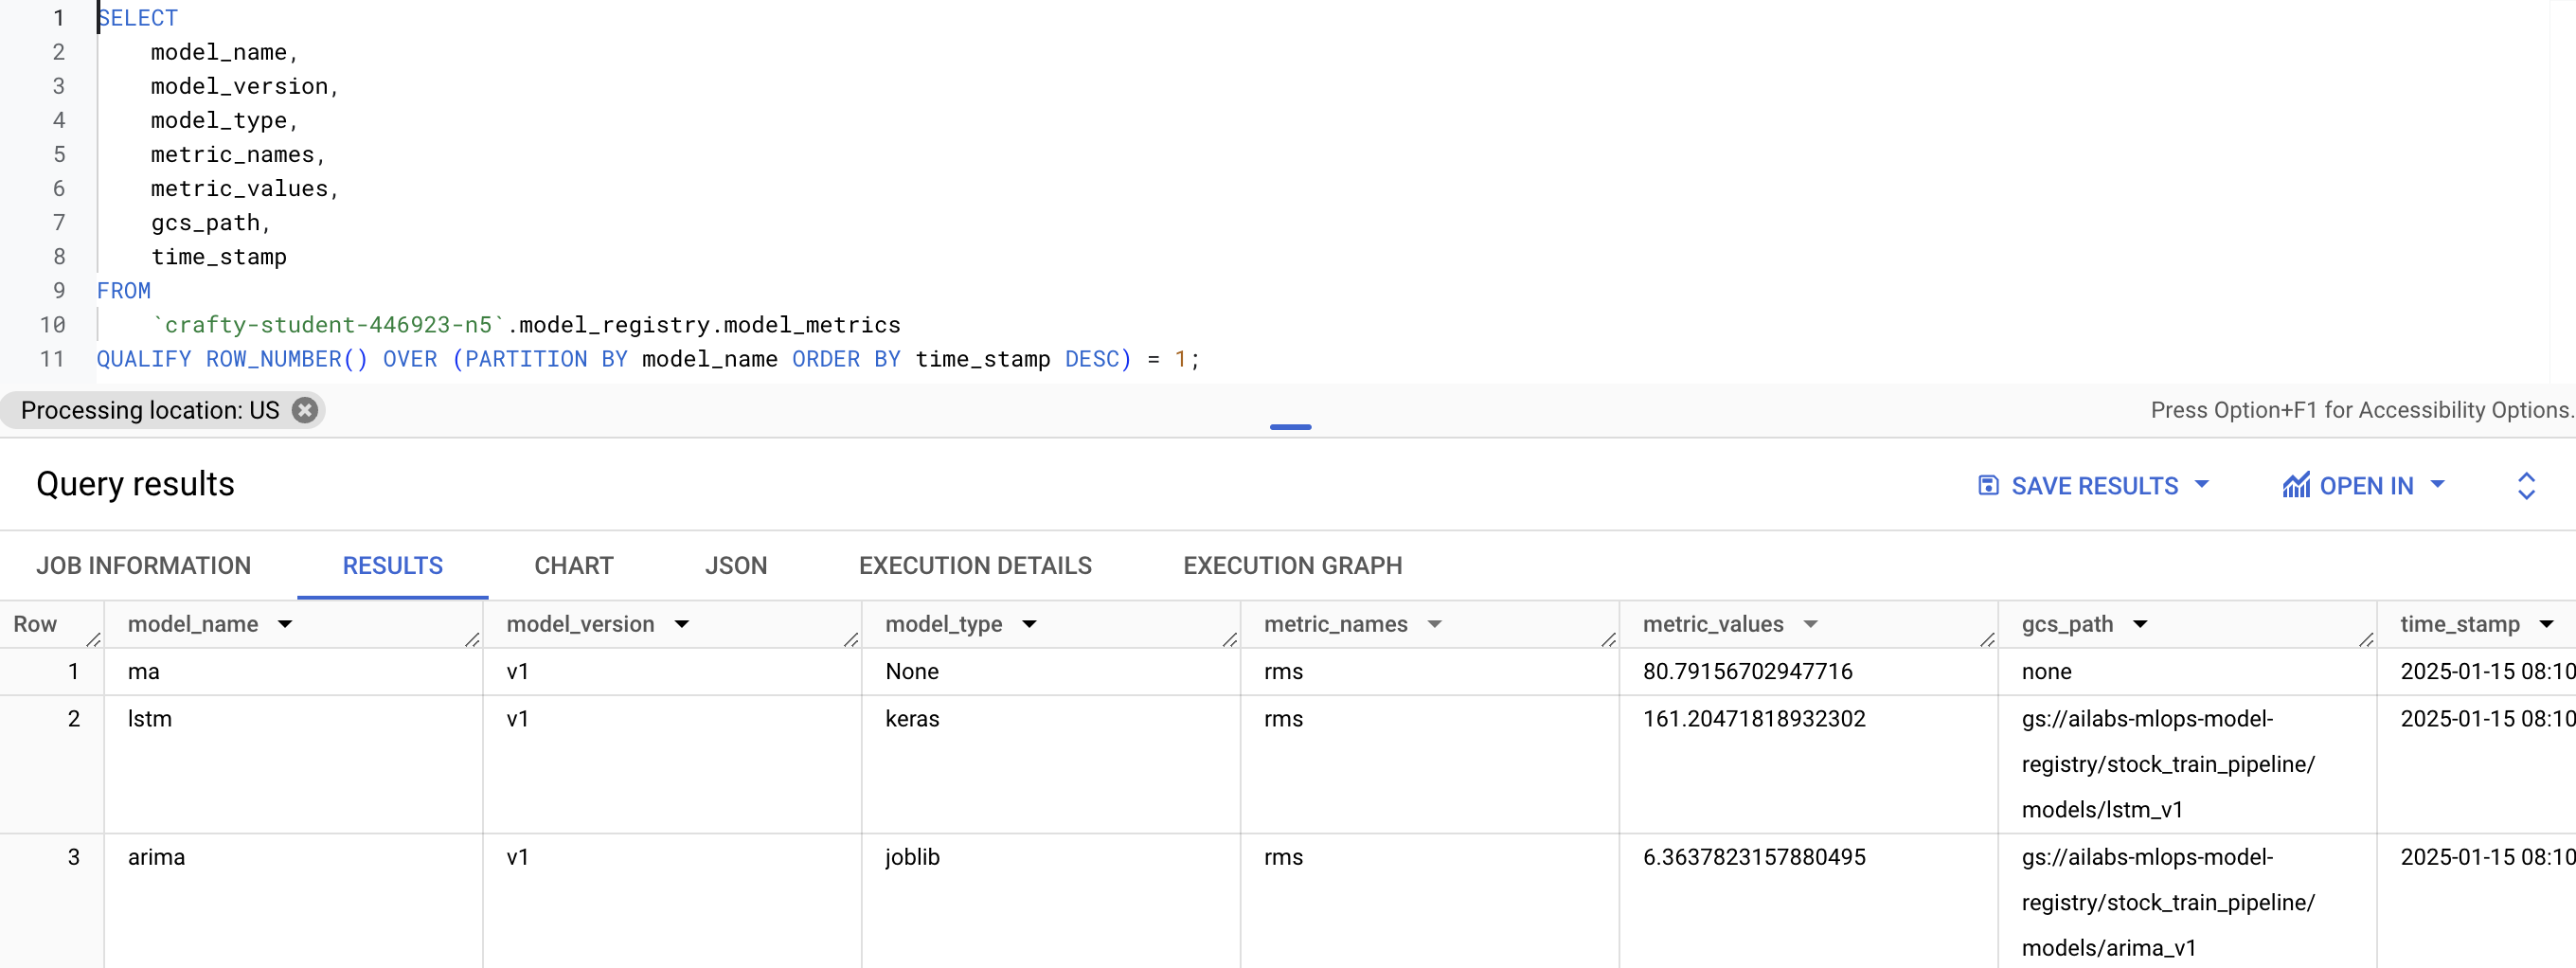 1 SELECT
2 model_name,
3 model_version,
4 model_type,
5 metric_names,
6 metric_values,
7 gcs_path,
8 time_stamp
9 FROM
10 `crafty-student-446923-n5`.model_registry.model_metrics
11 QUALIFY ROW_NUMBER() OVER (PARTITION BY model_name ORDER BY time_stamp DESC) = 1;
Processing location: US Press Option+F1 for Accessibility Options.
Query results SAVE RESULTS OPEN IN
JOB INFORMATION RESULTS CHART JSON EXECUTION DETAILS EXECUTION GRAPH
Row model_name model_version model_type metric_names metric_values gcs_path time_stamp
1 ma v1 None rms 80.79156702947716 none 2025-01-15 08:10
2 lstm v1 keras rms 161.20471818932302 gs://ailabs-mlops-model- 2025-01-15 08:10
registry/stock_train_pipeline/
models/lstm_v1
3 arima v1 joblib rms 6.3637823157880495 gs://ailabs-mlops-model- 2025-01-15 08:10
registry/stock_train_pipeline/
models/arima_v1